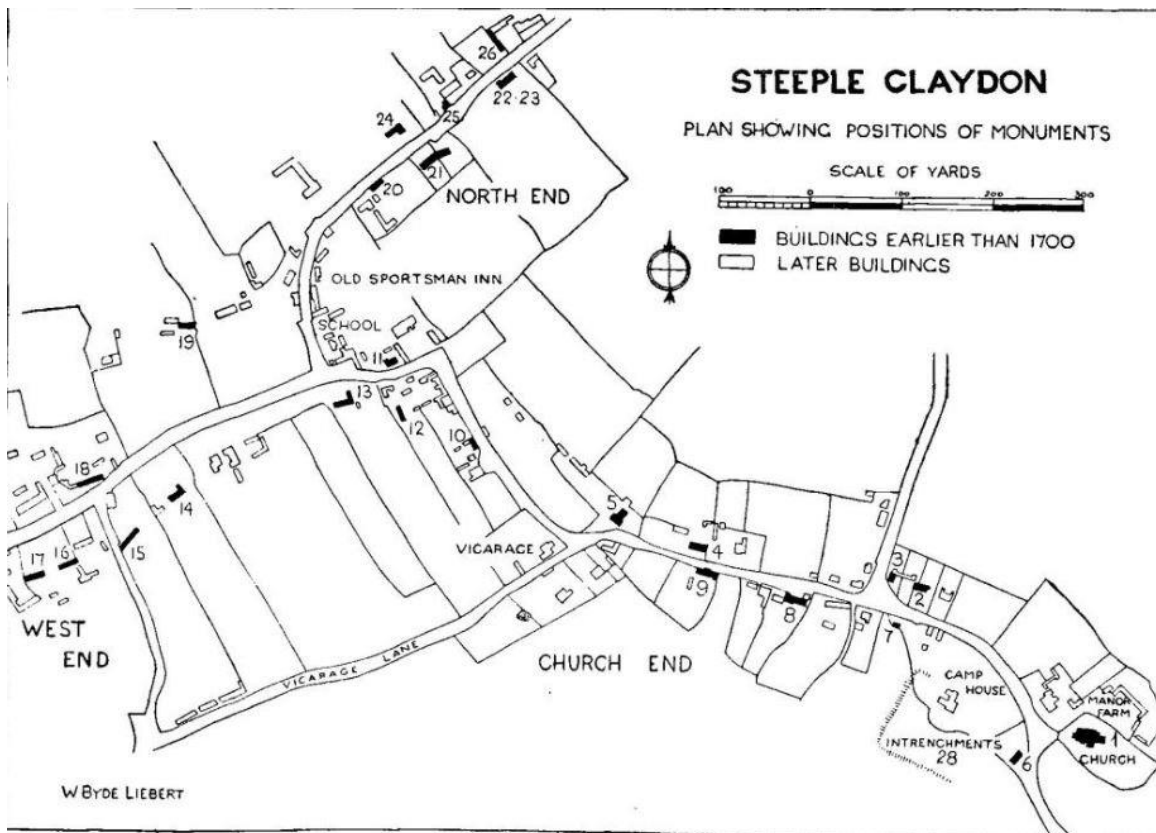 STEEPLE CLAYDON
PLAN SHOWING POSITIONS OF MONUMENTS
SCALE OF YARDS
100 0 100 200 300
BUILDINGS EARLIER THAN 1700
LATER BUILDINGS
26
22·23
25
24
21
20
NORTH END
OLD SPORTSMAN INN
SCHOOL
19
11
13
12
10
18
14
15
17
16
WEST
END
VICARAGE
VICARAGE LANE
5
4
9
8
3
2
7
CHURCH END
CAMP
HOUSE
INTRENCHMENTS
28
MANOR
FARM
1
CHURCH
6
W BYDE LIEBERT